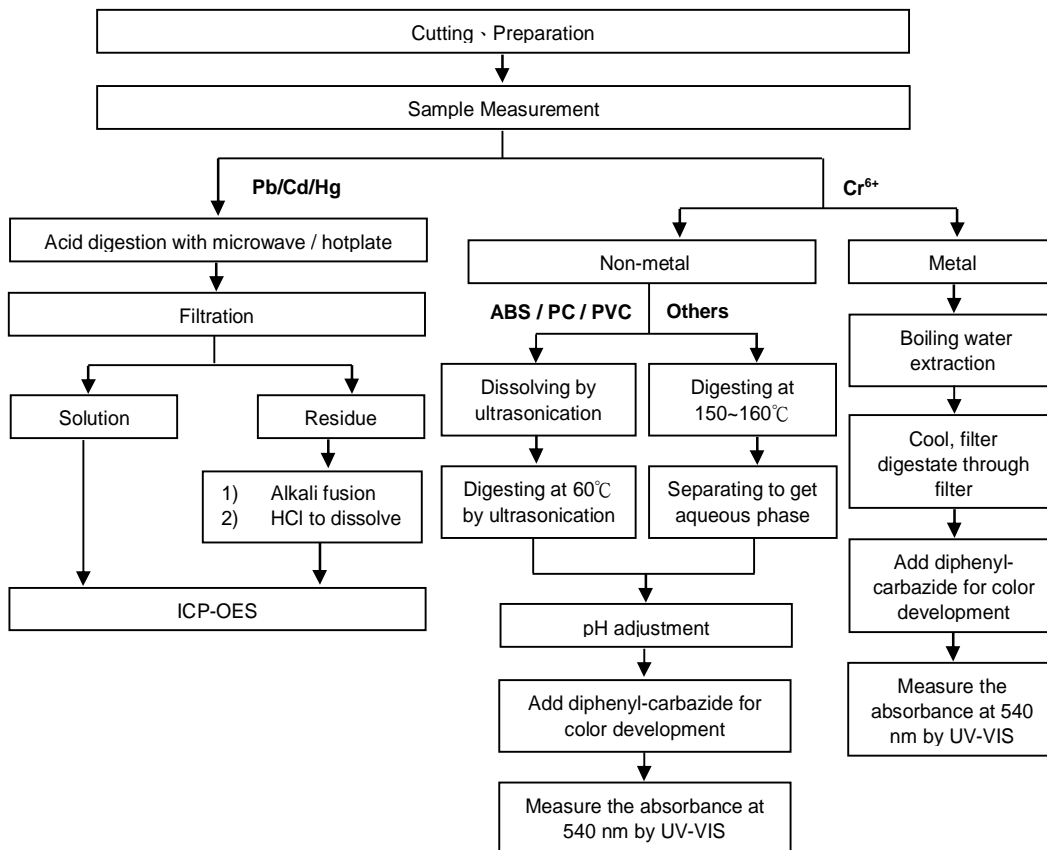 Cutting、Preparation
Sample Measurement
Pb/Cd/Hg
Cr⁶⁺
Acid digestion with microwave / hotplate
Non-metal
Metal
Filtration
ABS / PC / PVC
Others
Boiling water
extraction
Solution
Residue
Dissolving by
ultrasonication
Digesting at
150~160℃
Cool, filter
digestate through
filter
1) Alkali fusion
2) HCl to dissolve
Digesting at 60℃
by ultrasonication
Separating to get
aqueous phase
Add diphenyl-
carbazide for color
development
ICP-OES
pH adjustment
Measure the
absorbance at 540
nm by UV-VIS
Add diphenyl-carbazide for
color development
Measure the absorbance at
540 nm by UV-VIS